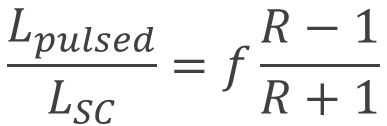 L_pulsed / L_SC = f (R − 1) / (R + 1)